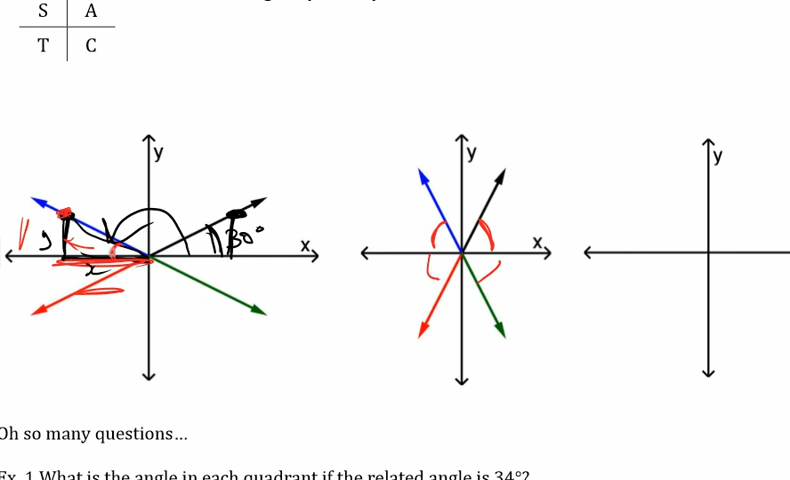 S A
T C
y
y
y
y
30°
x
x
x
Oh so many questions…
Ex. 1 What is the angle in each quadrant if the related angle is 34°?